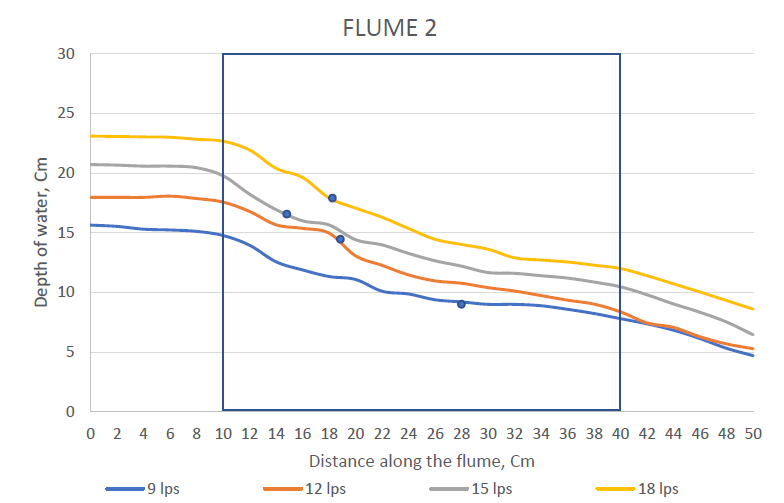 FLUME 2
30
25
20
15
10
5
0
Depth of water, Cm
0 2 4 6 8 10 12 14 16 18 20 22 24 26 28 30 32 34 36 38 40 42 44 46 48 50
Distance along the flume, Cm
9 lps 12 lps 15 lps 18 lps